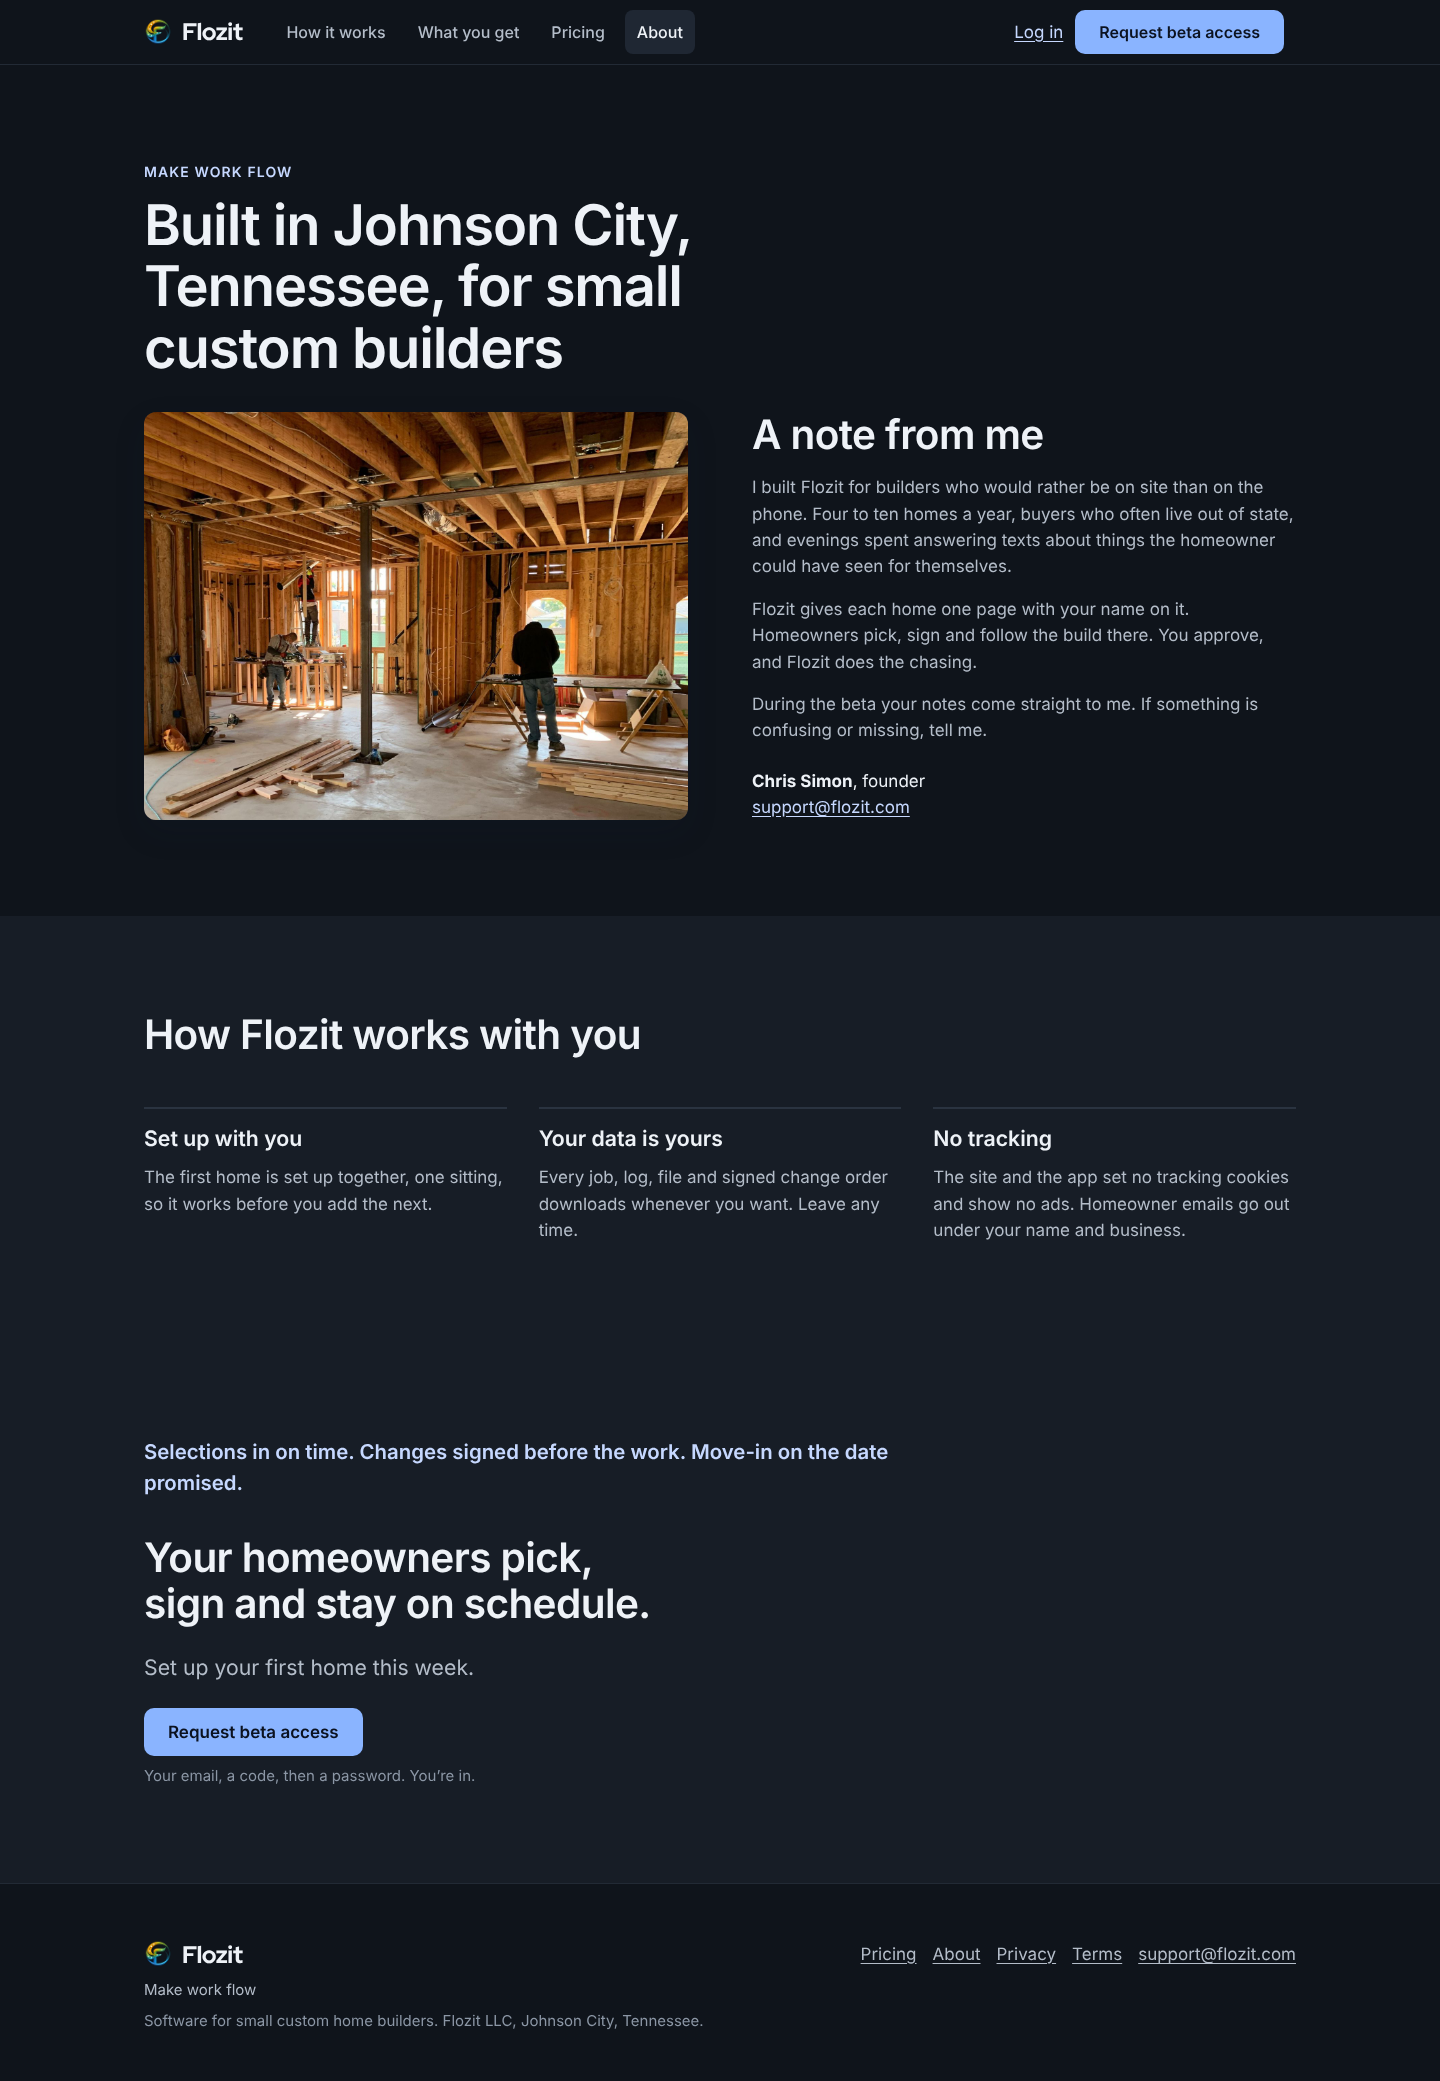 Flozit
How it works
What you get
Pricing
About
Log in
Request beta access
MAKE WORK FLOW
Built in Johnson City,
Tennessee, for small
custom builders
A note from me
I built Flozit for builders who would rather be on site than on the
phone. Four to ten homes a year, buyers who often live out of state,
and evenings spent answering texts about things the homeowner
could have seen for themselves.
Flozit gives each home one page with your name on it.
Homeowners pick, sign and follow the build there. You approve,
and Flozit does the chasing.
During the beta your notes come straight to me. If something is
confusing or missing, tell me.
Chris Simon, founder
support@flozit.com
How Flozit works with you
Set up with you
The first home is set up together, one sitting,
so it works before you add the next.
Your data is yours
Every job, log, file and signed change order
downloads whenever you want. Leave any
time.
No tracking
The site and the app set no tracking cookies
and show no ads. Homeowner emails go out
under your name and business.
Selections in on time. Changes signed before the work. Move-in on the date
promised.
Your homeowners pick,
sign and stay on schedule.
Set up your first home this week.
Request beta access
Your email, a code, then a password. You’re in.
Flozit
Make work flow
Software for small custom home builders. Flozit LLC, Johnson City, Tennessee.
Pricing
About
Privacy
Terms
support@flozit.com